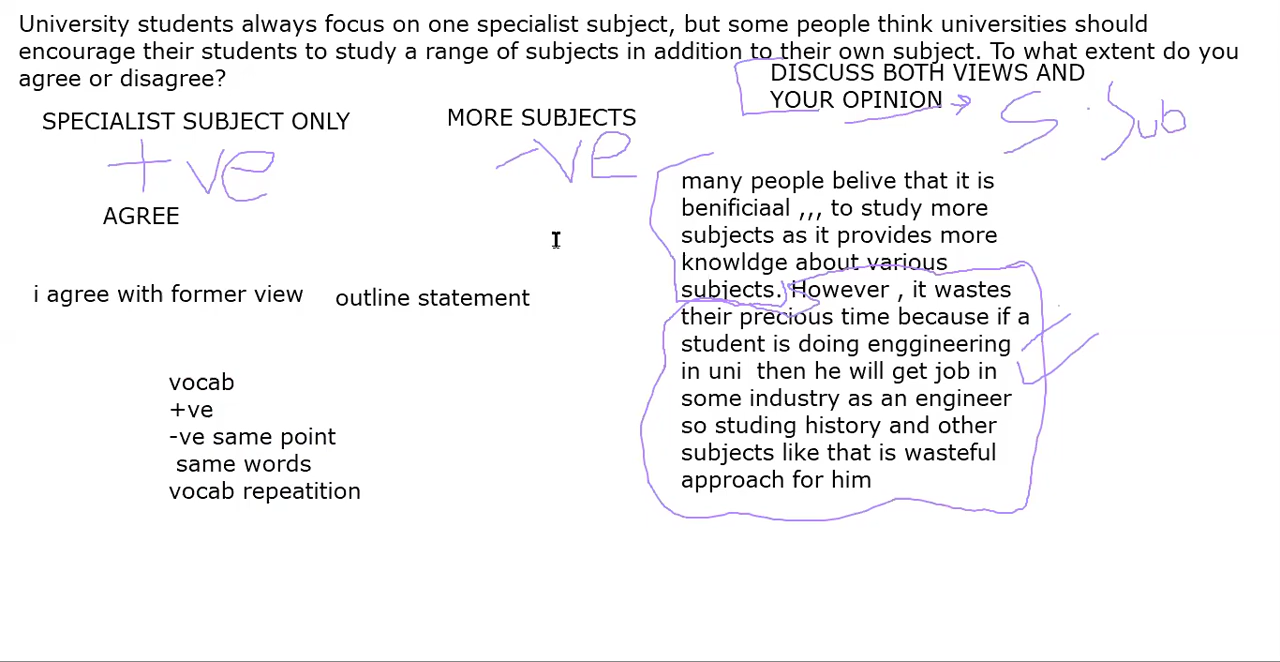 University students always focus on one specialist subject, but some people think universities should
encourage their students to study a range of subjects in addition to their own subject. To what extent do you
agree or disagree?
DISCUSS BOTH VIEWS AND
YOUR OPINION
S. Sub
SPECIALIST SUBJECT ONLY
+ve
AGREE
MORE SUBJECTS
-ve
many people belive that it is
benificiaal ,,, to study more
subjects as it provides more
knowldge about various
subjects. However , it wastes
their precious time because if a
student is doing enggineering
in uni then he will get job in
some industry as an engineer
so studing history and other
subjects like that is wasteful
approach for him
i agree with former view
outline statement
vocab
+ve
-ve same point
same words
vocab repeatition